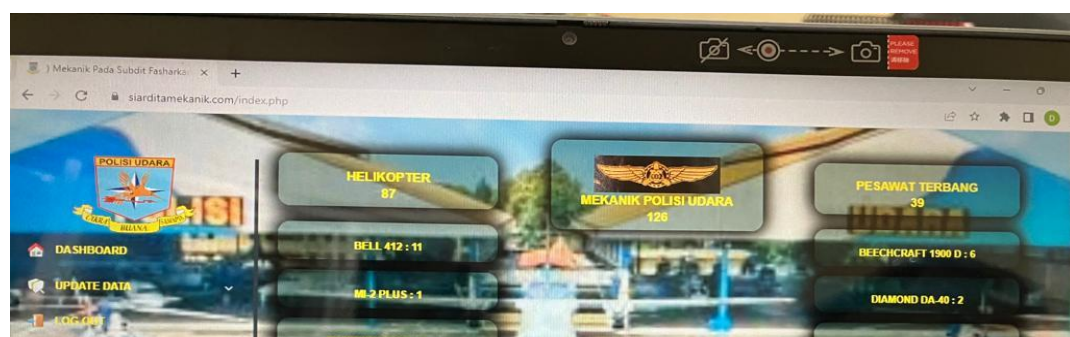 PLEASE
REMOVE
) Mekanik Pada Subdit Fasharka
siarditamekanik.com/index.php
D
POLISI UDARA
HELIKOPTER
87
MEKANIK POLISI UDARA
126
PESAWAT TERBANG
39
DASHBOARD
BELL 412 : 11
BEECHCRAFT 1900 D : 6
UPDATE DATA
MI-2 PLUS : 1
DIAMOND DA-40 : 2
LOG OUT